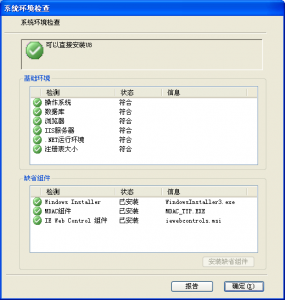 系统环境检查
系统环境检查
可以直接安装U8
基础环境
检测 状态 信息
操作系统 符合
数据库 符合
浏览器 符合
IIS服务器 符合
.NET运行环境 符合
注册表大小 符合
缺省组件
检测 状态 信息
Windows Installer 已安装 WindowsInstaller3.exe
MDAC组件 已安装 MDAC_TYP.EXE
IE Web Control 组件 已安装 iewebcontrols.msi
安装缺省组件
报告 确定(O)